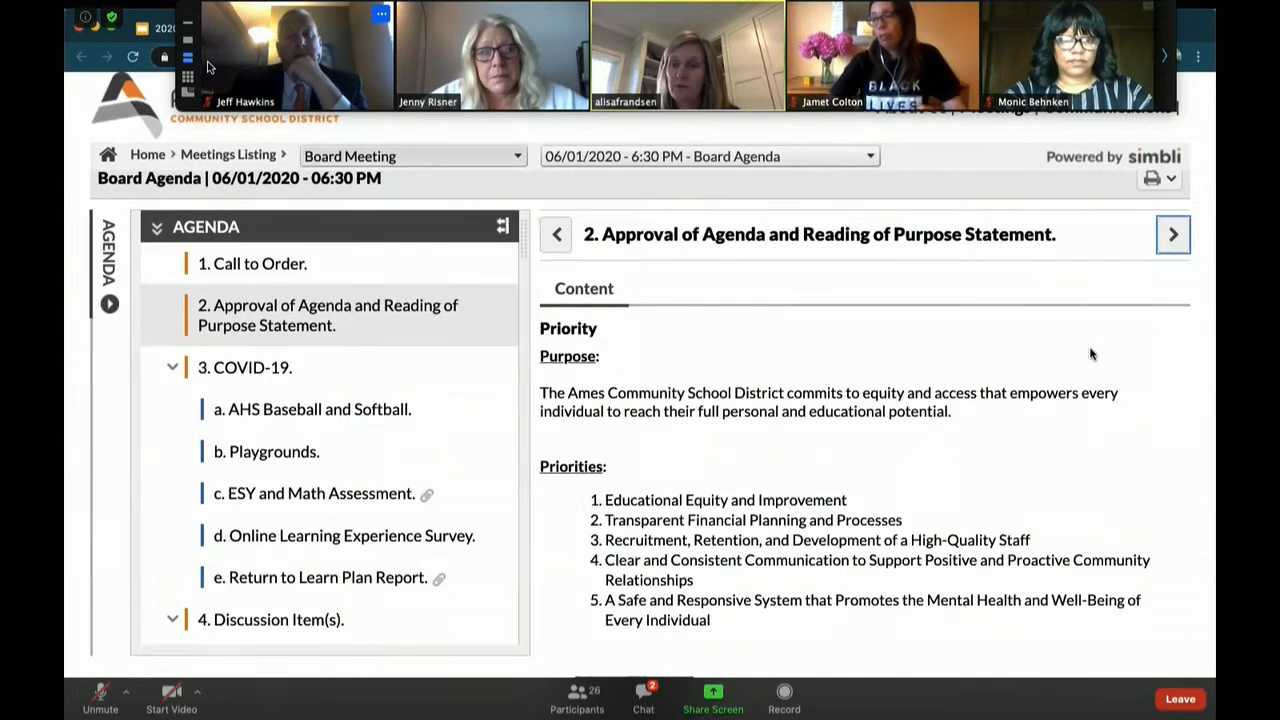 2020
Jeff Hawkins
Jenny Risner
alisafrandsen
Jamet Colton
Monic Behnken
BLACK
LIVES
COMMUNITY SCHOOL DISTRICT
Home > Meetings Listing >
Board Meeting
06/01/2020 - 6:30 PM - Board Agenda
Powered by simbli
Board Agenda | 06/01/2020 - 06:30 PM
AGENDA
AGENDA
1. Call to Order.
2. Approval of Agenda and Reading of
Purpose Statement.
3. COVID-19.
a. AHS Baseball and Softball.
b. Playgrounds.
c. ESY and Math Assessment.
d. Online Learning Experience Survey.
e. Return to Learn Plan Report.
4. Discussion Item(s).
2. Approval of Agenda and Reading of Purpose Statement.
Content
Priority
Purpose:
The Ames Community School District commits to equity and access that empowers every
individual to reach their full personal and educational potential.
Priorities:
1. Educational Equity and Improvement
2. Transparent Financial Planning and Processes
3. Recruitment, Retention, and Development of a High-Quality Staff
4. Clear and Consistent Communication to Support Positive and Proactive Community
Relationships
5. A Safe and Responsive System that Promotes the Mental Health and Well-Being of
Every Individual
Unmute
Start Video
26
Participants
2
Chat
Share Screen
Record
Leave